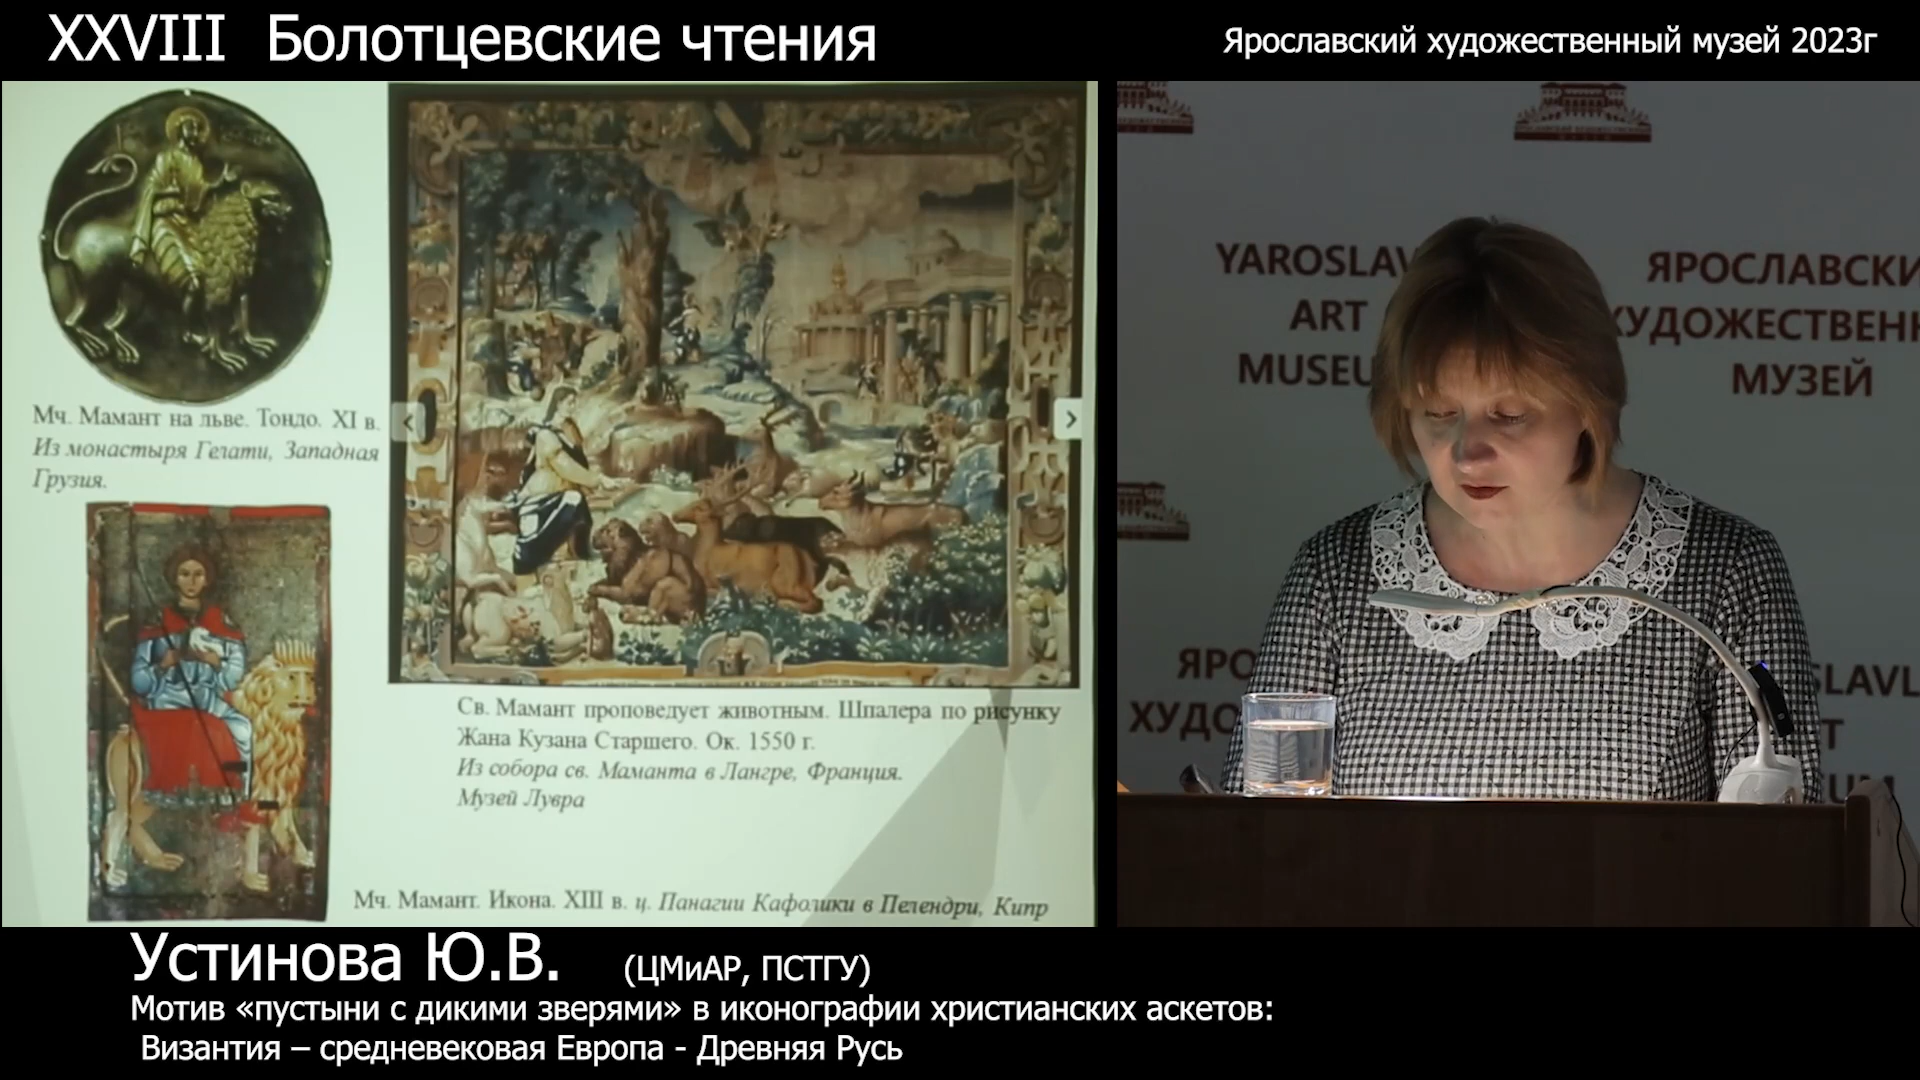 XXVIII Болотцевские чтения
Ярославский художественный музей 2023г
Мч. Мамант на льве. Тондо. XI в.
Из монастыря Гелати, Западная
Грузия.
Св. Мамант проповедует животным. Шпалера по рисунку
Жана Кузана Старшего. Ок. 1550 г.
Из собора св. Маманта в Лангре, Франция.
Музей Лувра
Мч. Мамант. Икона. XIII в. ц. Панагии Кафолики в Пелендри, Кипр
YAROSLAV
ART
MUSEU
ЯРОСЛАВСКИ
ХУДОЖЕСТВЕНН
МУЗЕЙ
ЯРО
ХУДО
SLAVL
UM
Устинова Ю.В. (ЦМиАР, ПСТГУ)
Мотив «пустыни с дикими зверями» в иконографии христианских аскетов:
Византия – средневековая Европа - Древняя Русь